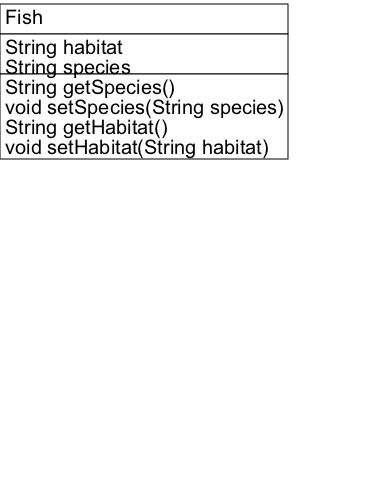 Fish
String habitat
String species
String getSpecies()
void setSpecies(String species)
String getHabitat()
void setHabitat(String habitat)